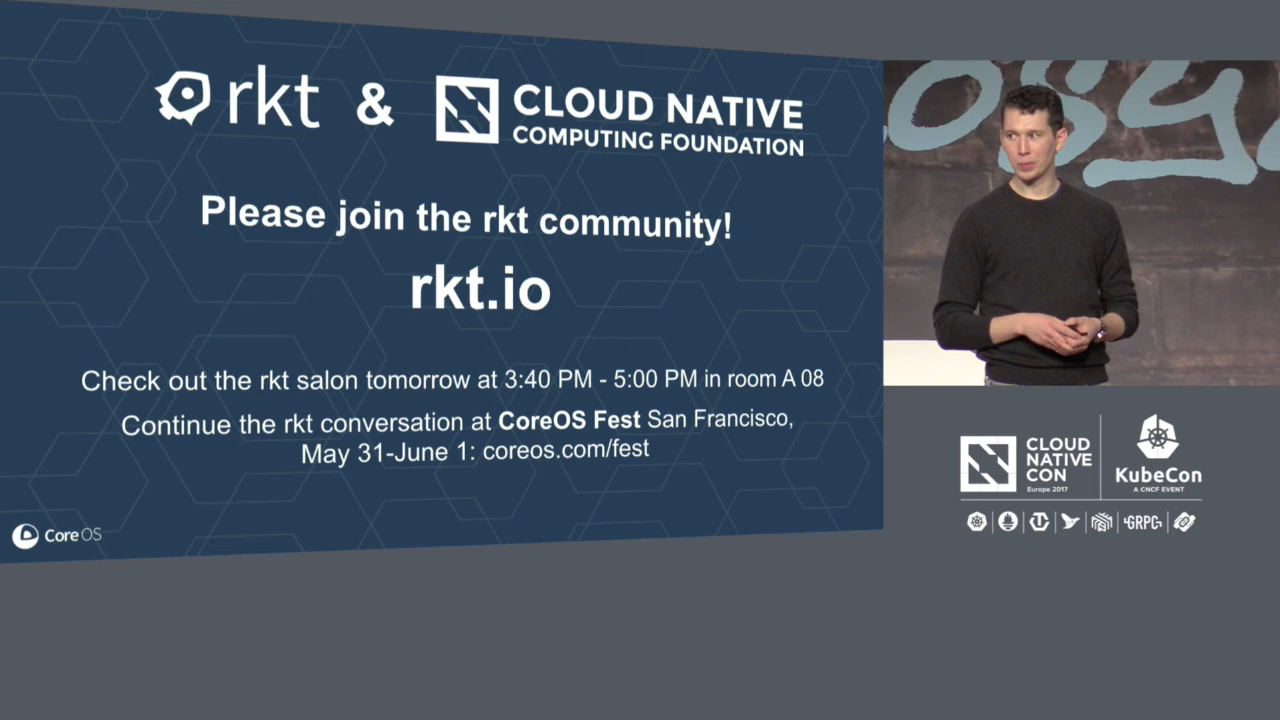 rkt & CLOUD NATIVE
COMPUTING FOUNDATION
Please join the rkt community!
rkt.io
Check out the rkt salon tomorrow at 3:40 PM - 5:00 PM in room A 08
Continue the rkt conversation at CoreOS Fest San Francisco,
May 31-June 1: coreos.com/fest
Core OS
CLOUD
NATIVE
CON
Europe 2017
KubeCon
A CNCF EVENT
GRPC